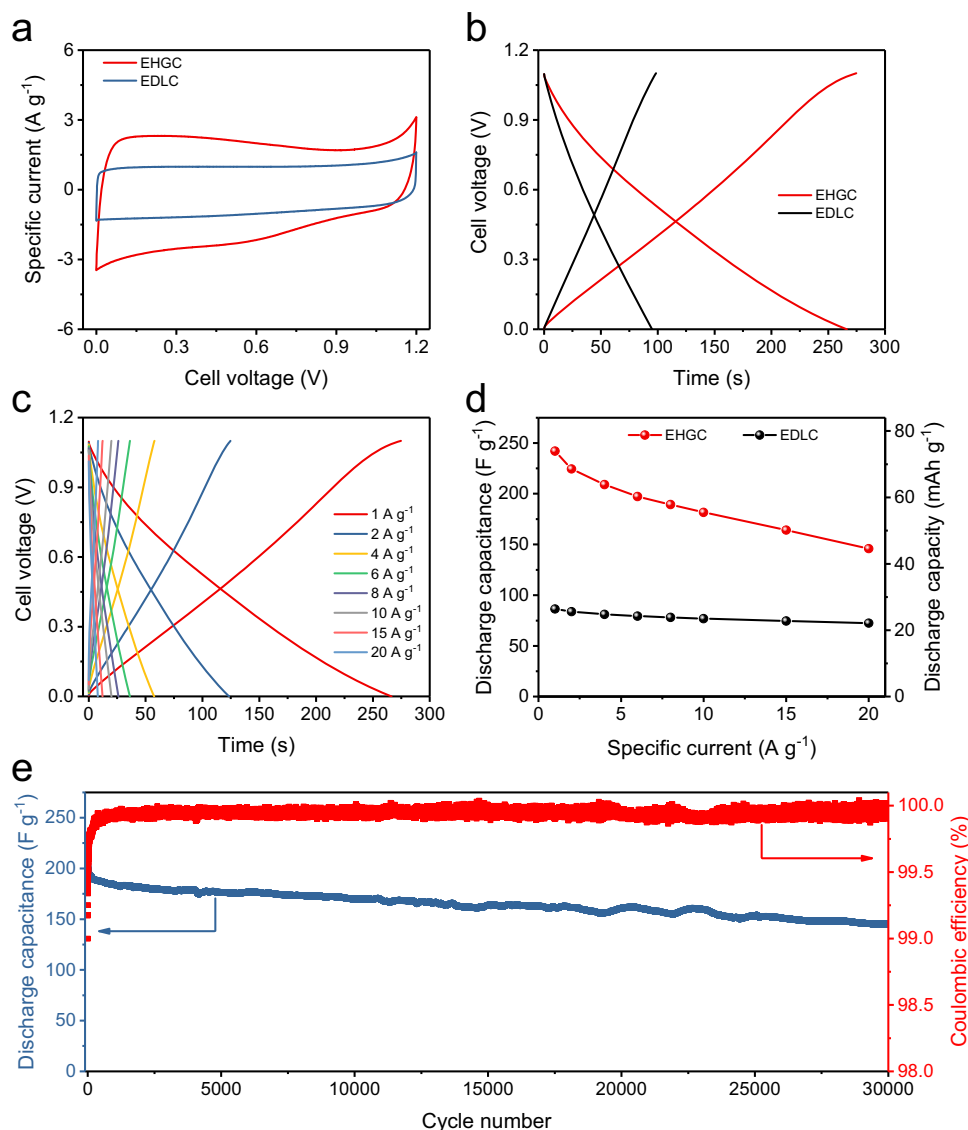 a
6
3
0
-3
-6
Specific current (A g⁻¹)
EHGC
EDLC
0.0
0.3
0.6
0.9
1.2
Cell voltage (V)
b
1.2
0.9
0.6
0.3
0.0
Cell voltage (V)
EHGC
EDLC
0
50
100
150
200
250
300
Time (s)
c
1.2
0.9
0.6
0.3
0.0
Cell voltage (V)
1 A g⁻¹
2 A g⁻¹
4 A g⁻¹
6 A g⁻¹
8 A g⁻¹
10 A g⁻¹
15 A g⁻¹
20 A g⁻¹
0
50
100
150
200
250
300
Time (s)
d
250
200
150
100
50
0
Discharge capacitance (F g⁻¹)
EHGC
EDLC
80
60
40
20
0
Discharge capacity (mAh g⁻¹)
0
5
10
15
20
Specific current (A g⁻¹)
e
250
200
150
100
50
0
Discharge capacitance (F g⁻¹)
100.0
99.5
99.0
98.5
98.0
Coulombic efficiency (%)
0
5000
10000
15000
20000
25000
30000
Cycle number